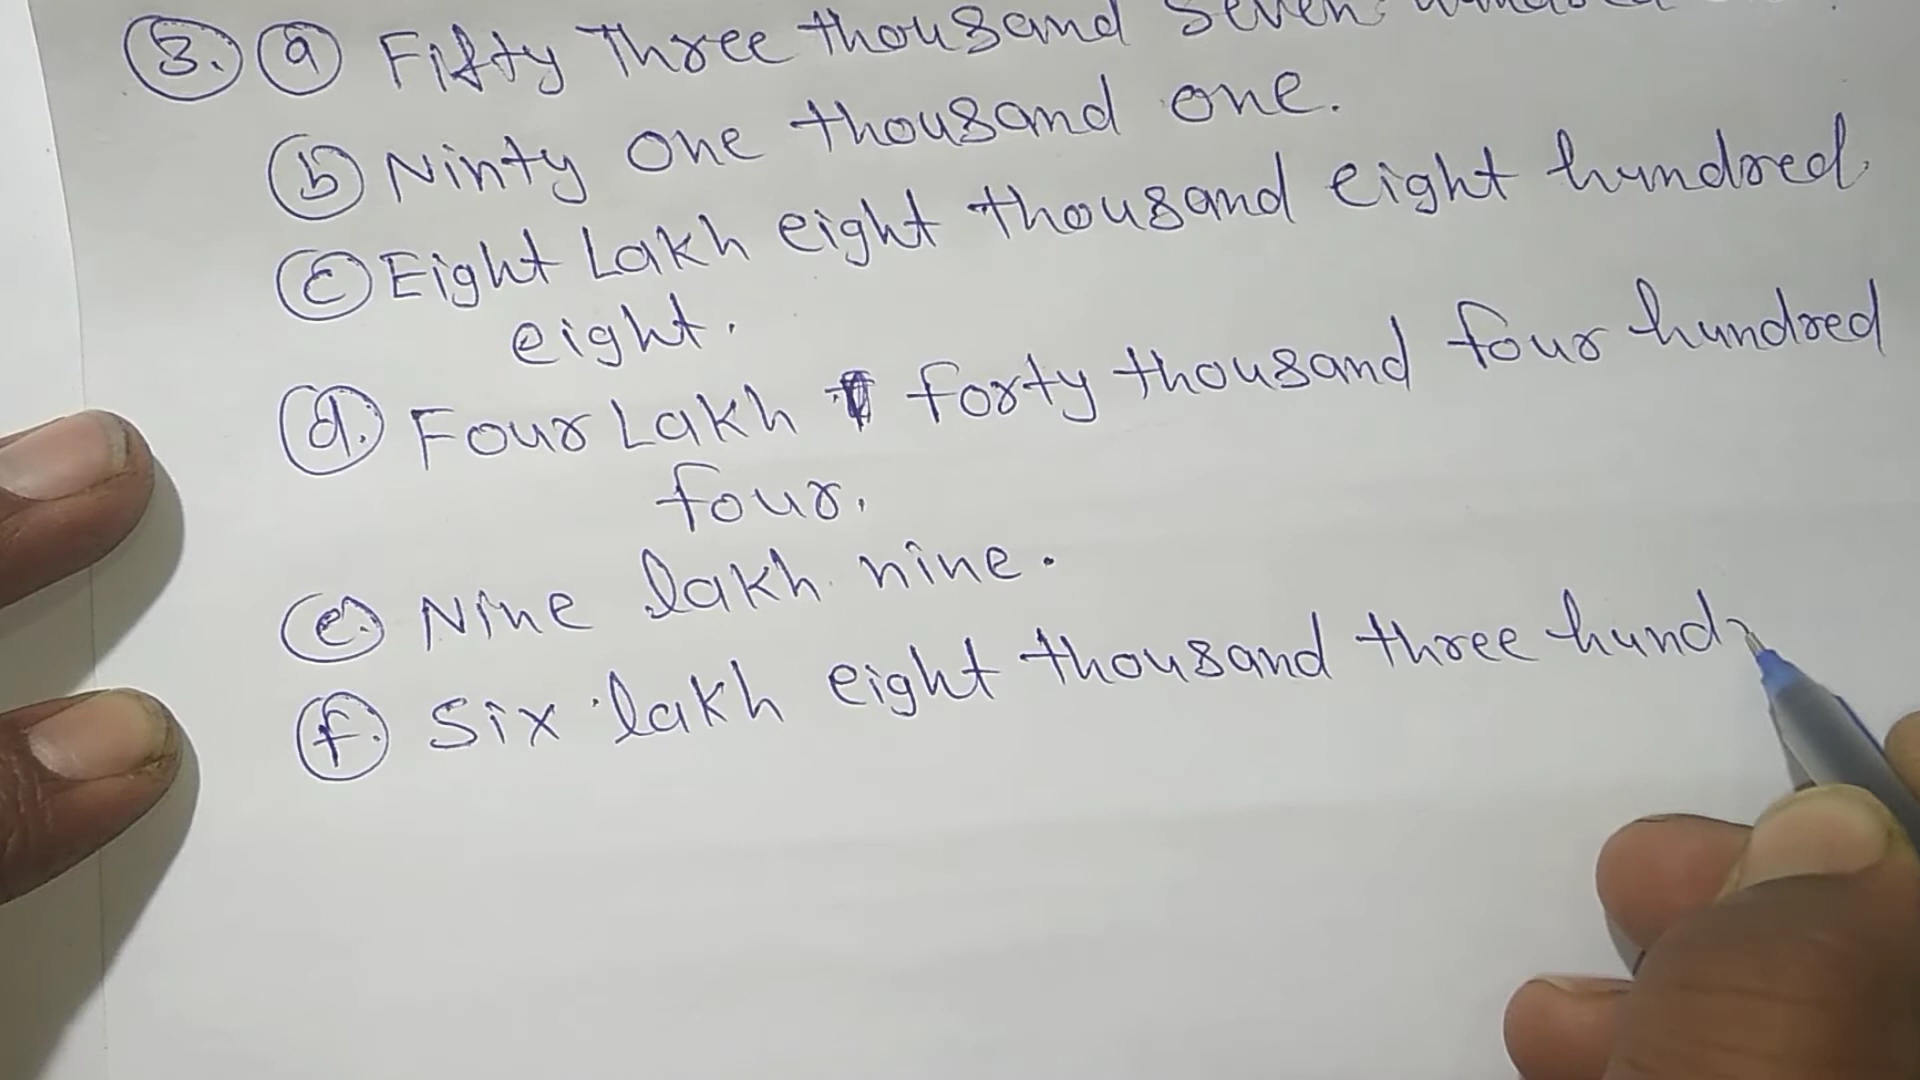 3. a Fifty Three thousand seven
b Ninty one thousand one.
c Eight Lakh eight thousand eight hundred
eight.
d. Four Lakh forty thousand four hundred
four.
e. Nine lakh nine.
f. Six lakh eight thousand three hundr